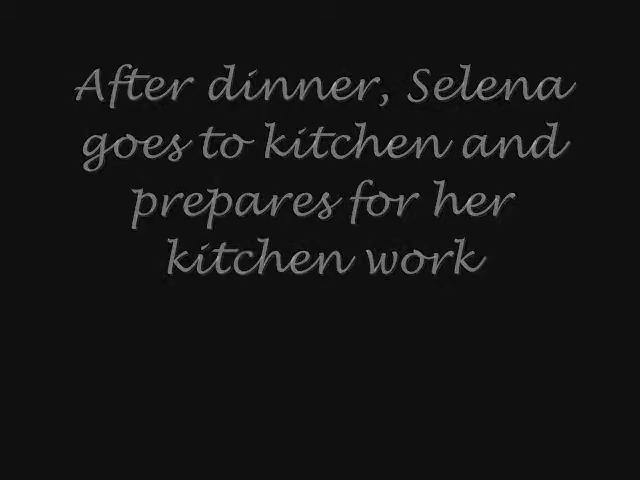 After dinner, Selena
goes to kitchen and
prepares for her
kitchen work